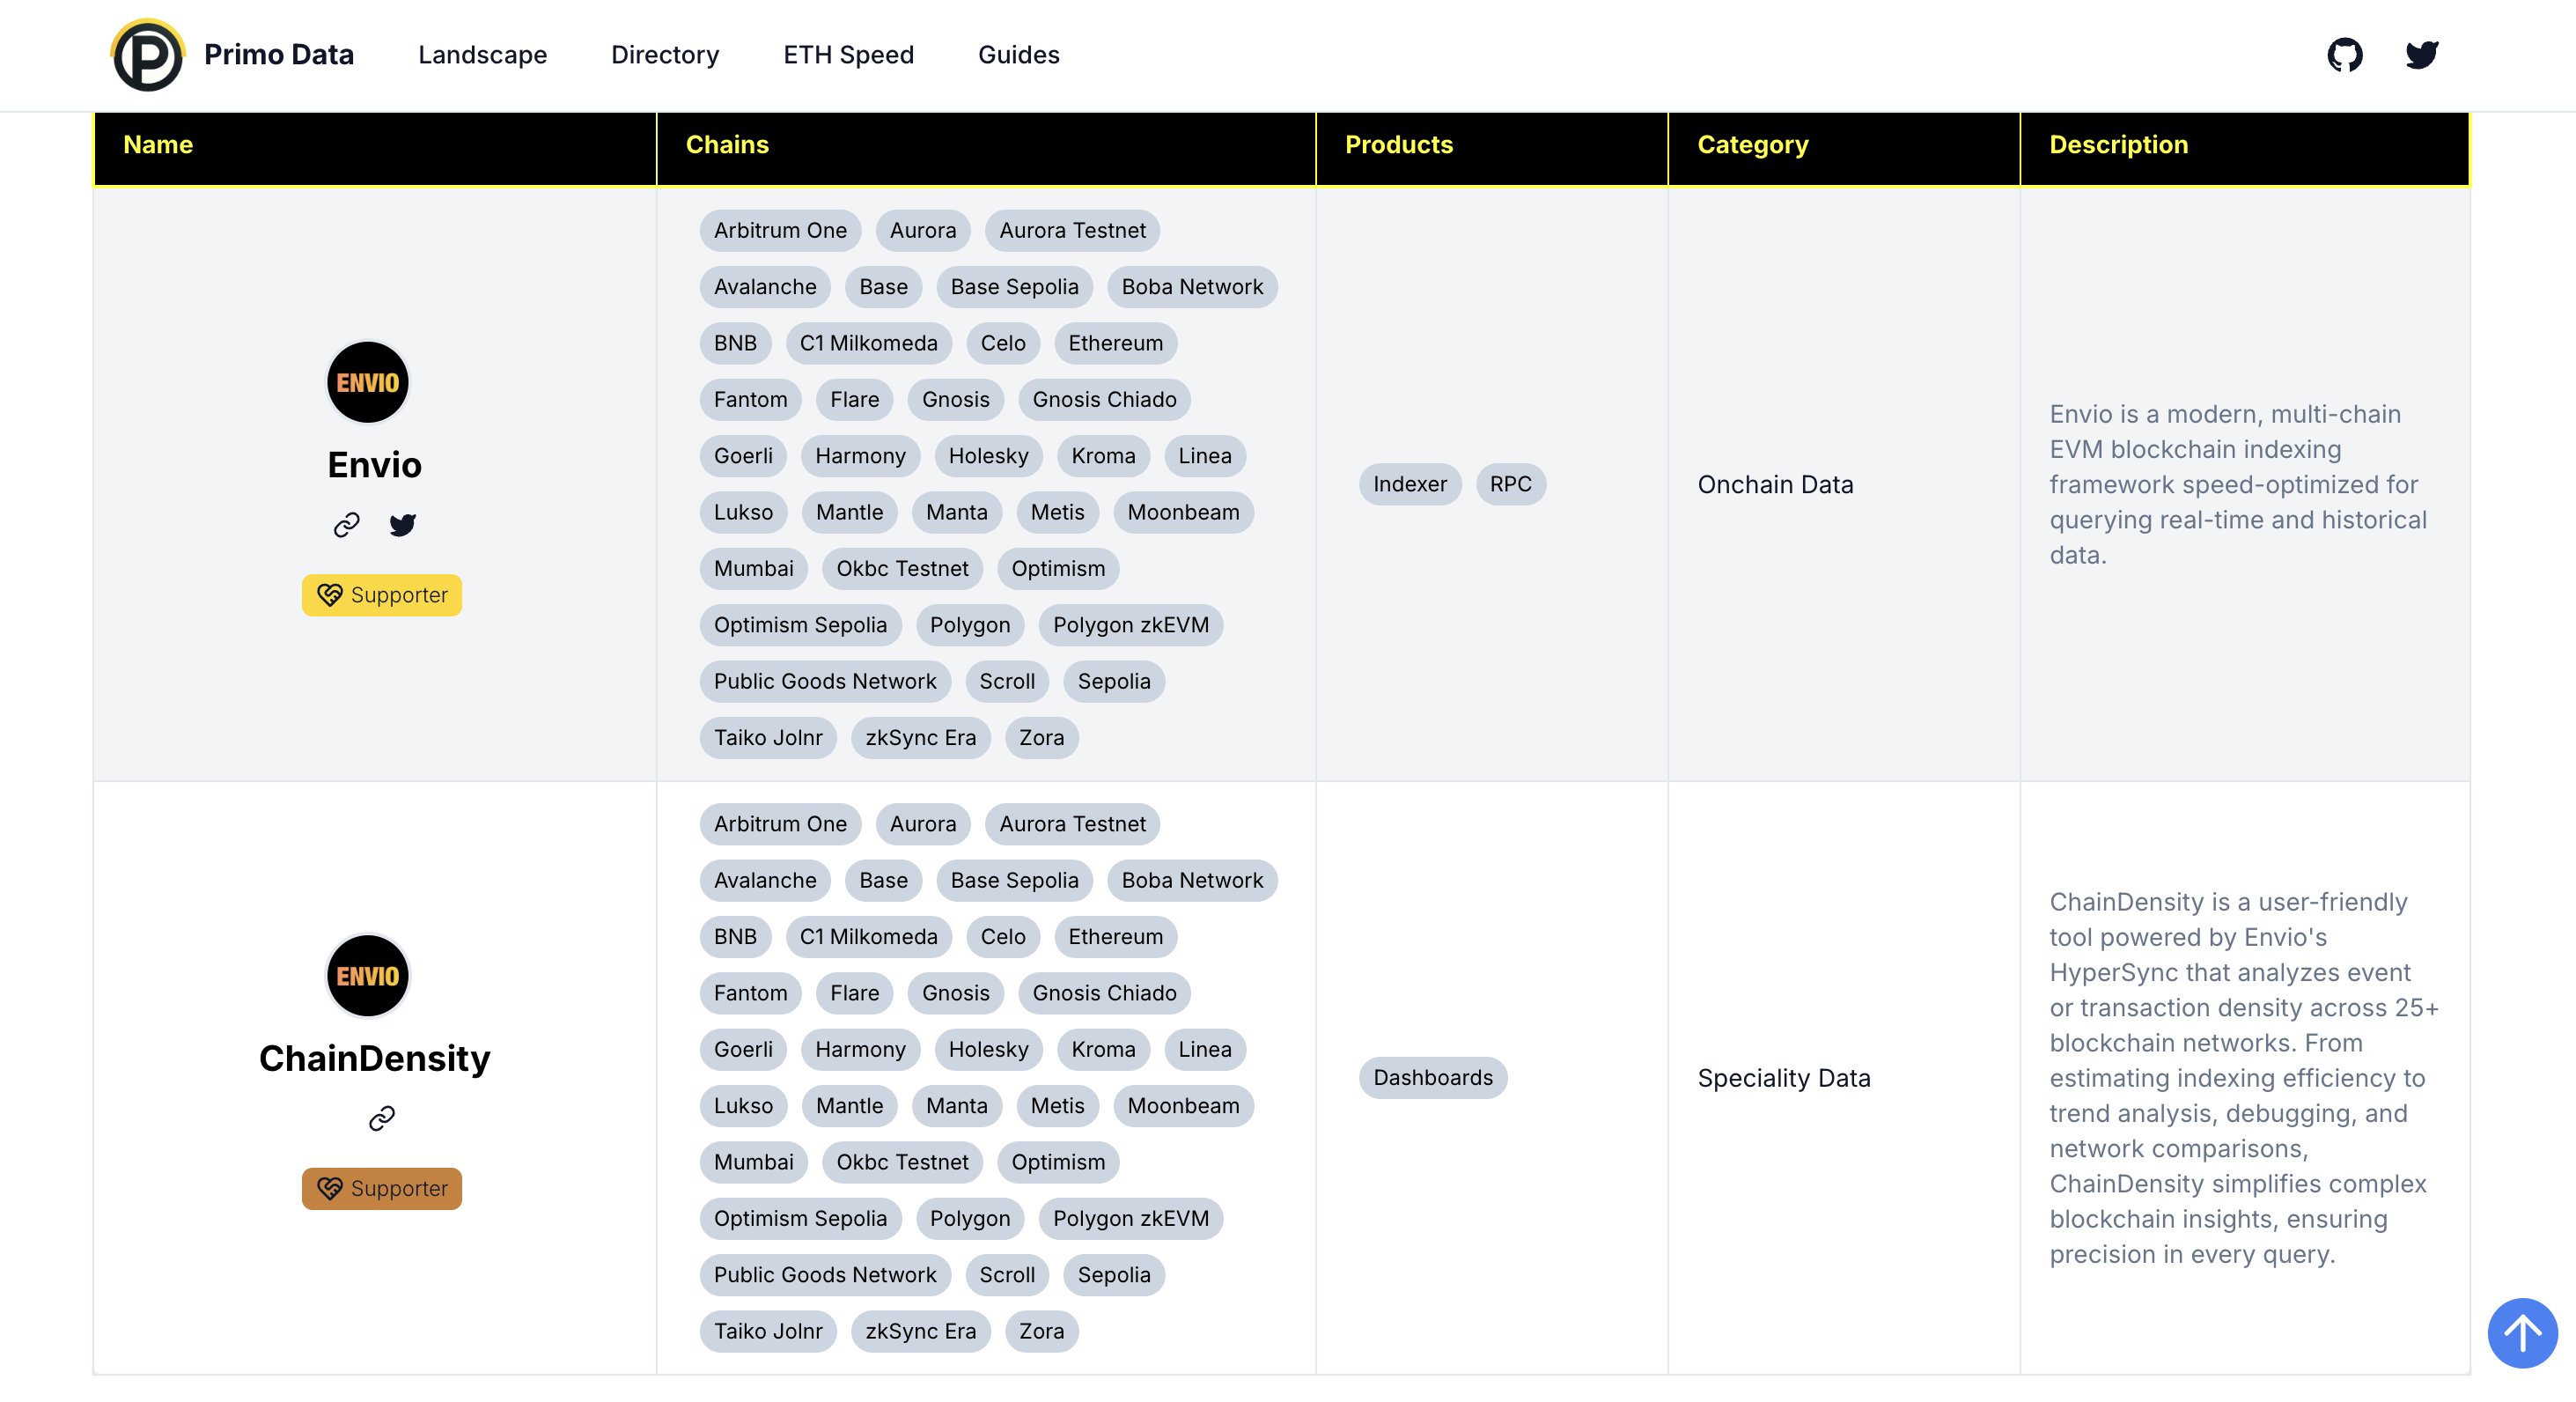 Primo Data Landscape Directory ETH Speed Guides
Name Chains Products Category Description
ENVIO
Envio
Supporter
Arbitrum One Aurora Aurora Testnet
Avalanche Base Base Sepolia Boba Network
BNB C1 Milkomeda Celo Ethereum
Fantom Flare Gnosis Gnosis Chiado
Goerli Harmony Holesky Kroma Linea
Lukso Mantle Manta Metis Moonbeam
Mumbai Okbc Testnet Optimism
Optimism Sepolia Polygon Polygon zkEVM
Public Goods Network Scroll Sepolia
Taiko Jolnr zkSync Era Zora
Indexer RPC
Onchain Data
Envio is a modern, multi-chain
EVM blockchain indexing
framework speed-optimized for
querying real-time and historical
data.
ENVIO
ChainDensity
Supporter
Arbitrum One Aurora Aurora Testnet
Avalanche Base Base Sepolia Boba Network
BNB C1 Milkomeda Celo Ethereum
Fantom Flare Gnosis Gnosis Chiado
Goerli Harmony Holesky Kroma Linea
Lukso Mantle Manta Metis Moonbeam
Mumbai Okbc Testnet Optimism
Optimism Sepolia Polygon Polygon zkEVM
Public Goods Network Scroll Sepolia
Taiko Jolnr zkSync Era Zora
Dashboards
Speciality Data
ChainDensity is a user-friendly
tool powered by Envio's
HyperSync that analyzes event
or transaction density across 25+
blockchain networks. From
estimating indexing efficiency to
trend analysis, debugging, and
network comparisons,
ChainDensity simplifies complex
blockchain insights, ensuring
precision in every query.